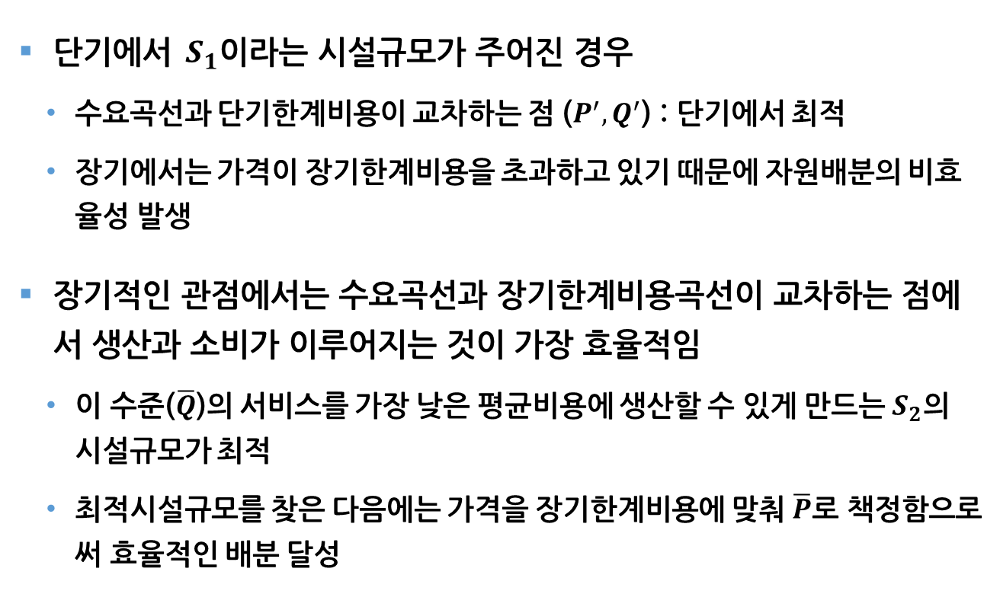 ▪ 단기에서 S₁이라는 시설규모가 주어진 경우
• 수요곡선과 단기한계비용이 교차하는 점 (P′, Q′) : 단기에서 최적
• 장기에서는 가격이 장기한계비용을 초과하고 있기 때문에 자원배분의 비효
율성 발생
▪ 장기적인 관점에서는 수요곡선과 장기한계비용곡선이 교차하는 점에
서 생산과 소비가 이루어지는 것이 가장 효율적임
• 이 수준(Q̅)의 서비스를 가장 낮은 평균비용에 생산할 수 있게 만드는 S₂의
시설규모가 최적
• 최적시설규모를 찾은 다음에는 가격을 장기한계비용에 맞춰 P̅로 책정함으로
써 효율적인 배분 달성